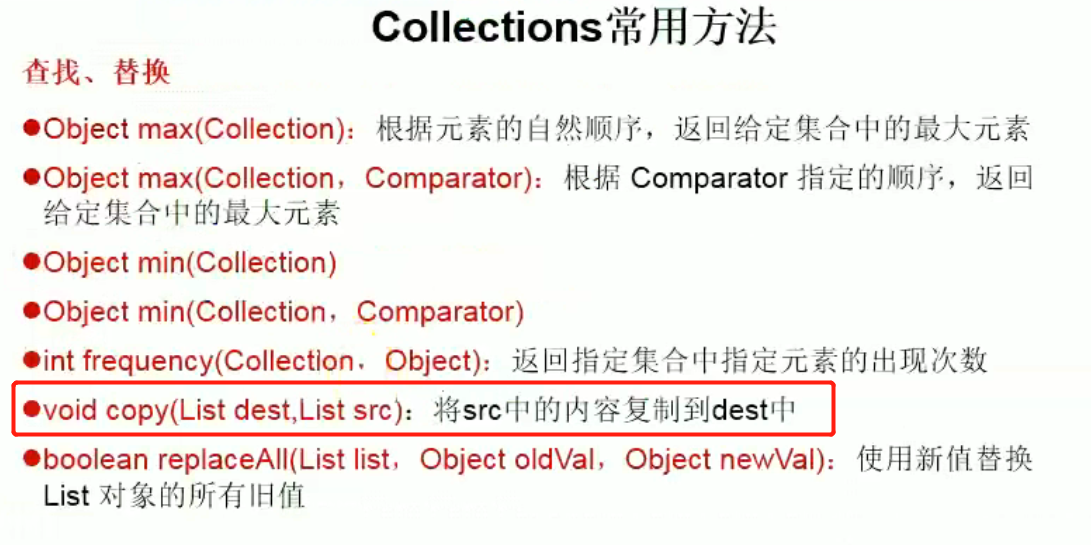 Collections常用方法
查找、替换
●Object max(Collection)：根据元素的自然顺序，返回给定集合中的最大元素
●Object max(Collection，Comparator)：根据 Comparator 指定的顺序，返回
给定集合中的最大元素
●Object min(Collection)
●Object min(Collection，Comparator)
●int frequency(Collection，Object)：返回指定集合中指定元素的出现次数
●void copy(List dest,List src)：将src中的内容复制到dest中
●boolean replaceAll(List list，Object oldVal，Object newVal)：使用新值替换
List 对象的所有旧值